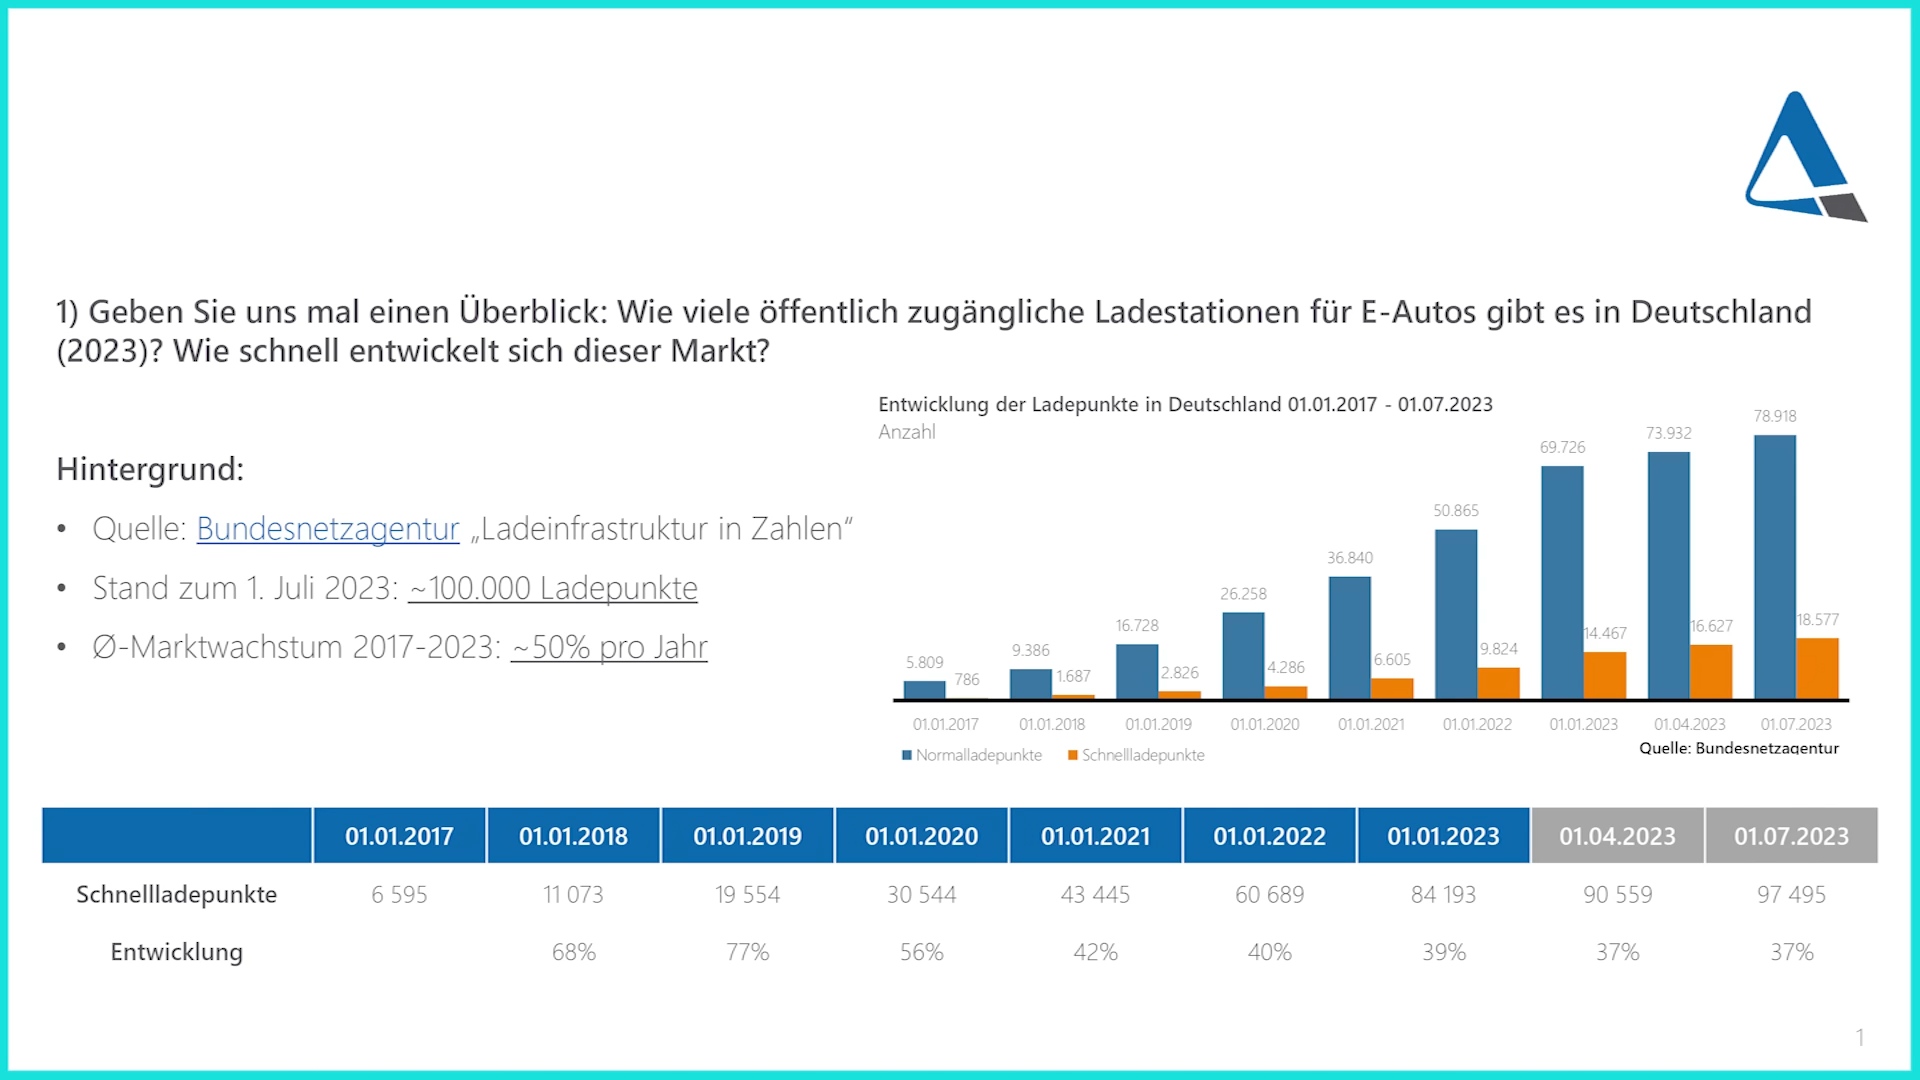 1) Geben Sie uns mal einen Überblick: Wie viele öffentlich zugängliche Ladestationen für E-Autos gibt es in Deutschland
(2023)? Wie schnell entwickelt sich dieser Markt?
Hintergrund:
• Quelle: Bundesnetzagentur „Ladeinfrastruktur in Zahlen“
• Stand zum 1. Juli 2023: ~100.000 Ladepunkte
• Ø-Marktwachstum 2017-2023: ~50% pro Jahr
Entwicklung der Ladepunkte in Deutschland 01.01.2017 - 01.07.2023
Anzahl
5.809 786 9.386 1.687 16.728 2.826 26.258 4.286 36.840 6.605 50.865 9.824 69.726 14.467 73.932 16.627 78.918 18.577
01.01.2017 01.01.2018 01.01.2019 01.01.2020 01.01.2021 01.01.2022 01.01.2023 01.04.2023 01.07.2023
Normalladepunkte Schnellladepunkte
Quelle: Bundesnetzagentur
01.01.2017 01.01.2018 01.01.2019 01.01.2020 01.01.2021 01.01.2022 01.01.2023 01.04.2023 01.07.2023
Schnellladepunkte 6 595 11 073 19 554 30 544 43 445 60 689 84 193 90 559 97 495
Entwicklung 68% 77% 56% 42% 40% 39% 37% 37%
1